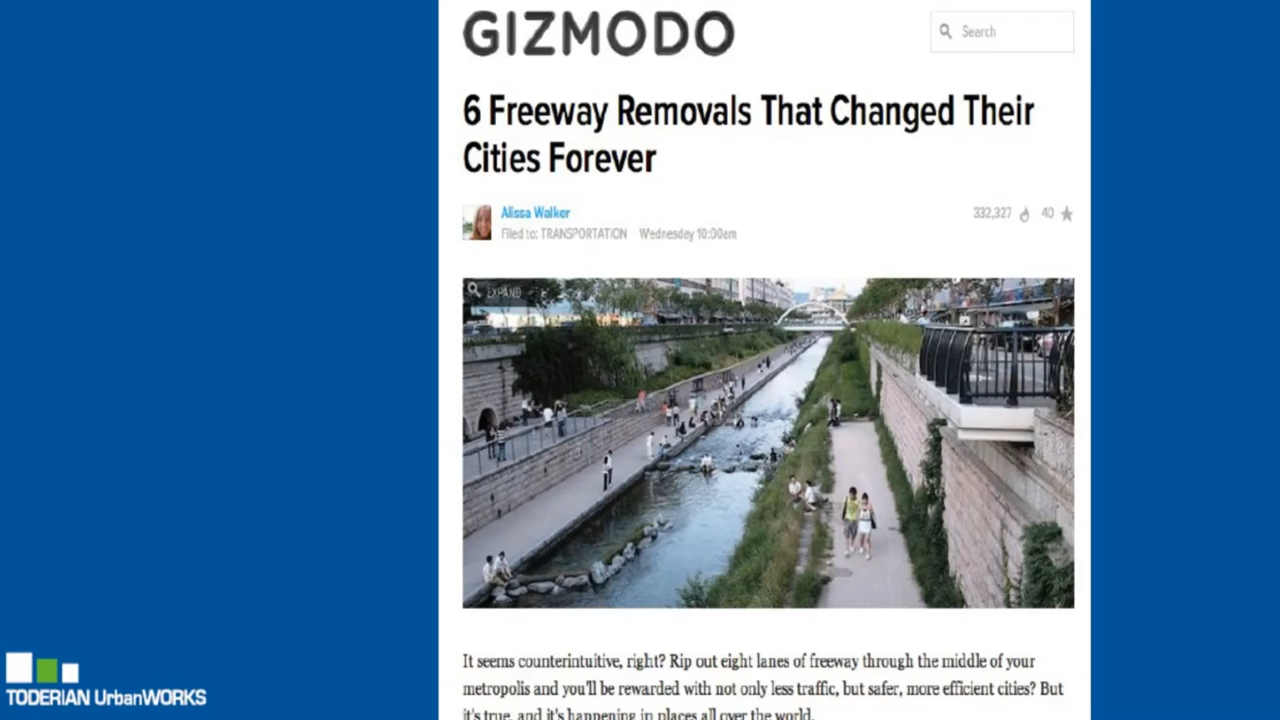 GIZMODO
Search
6 Freeway Removals That Changed Their
Cities Forever
Alissa Walker
332,327 40
Filed to: TRANSPORTATION Wednesday 10:00am
EXPAND
It seems counterintuitive, right? Rip out eight lanes of freeway through the middle of your
metropolis and you'll be rewarded with not only less traffic, but safer, more efficient cities? But
it's true, and it's happening in places all over the world.
TODERIAN UrbanWORKS